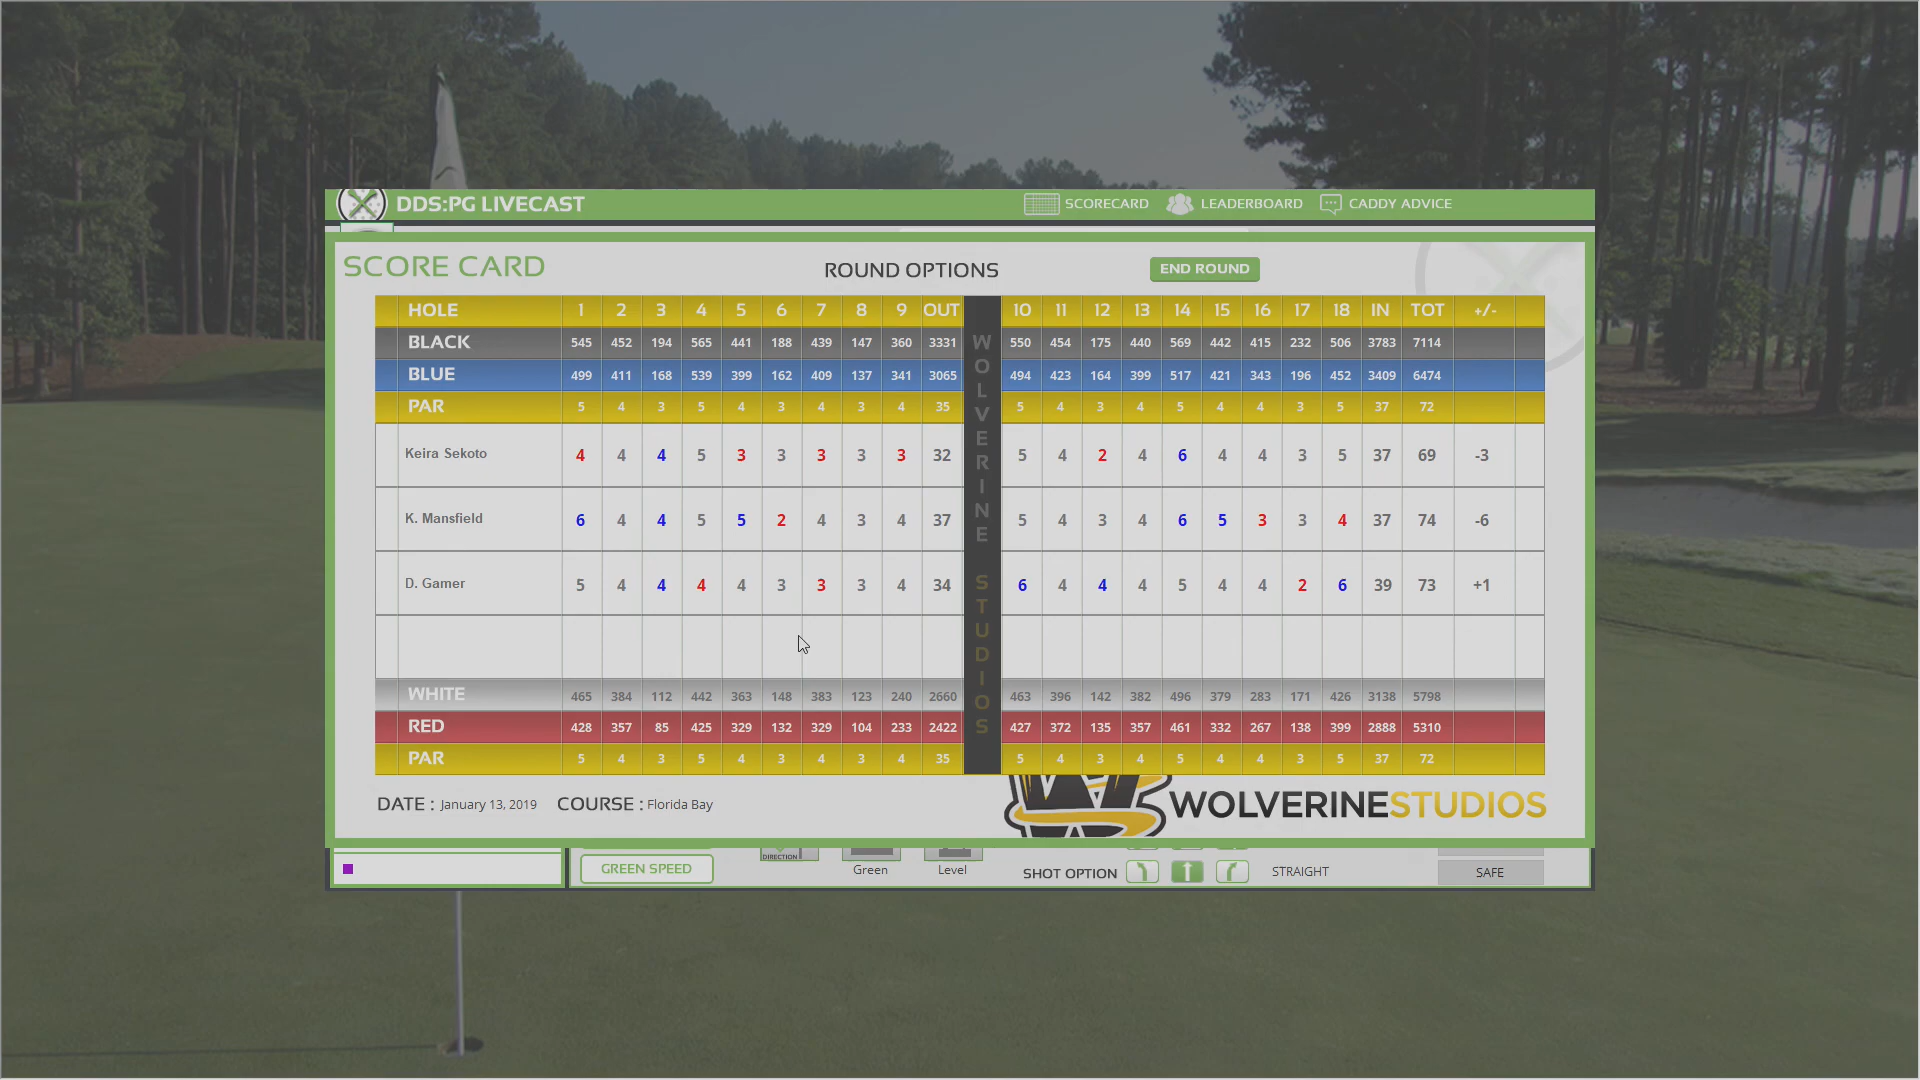 DDS:PG LIVECAST SCORECARD LEADERBOARD CADDY ADVICE
SCORE CARD ROUND OPTIONS END ROUND
HOLE 1 2 3 4 5 6 7 8 9 OUT 10 11 12 13 14 15 16 17 18 IN TOT +/-
BLACK 545 452 194 565 441 188 439 147 360 3331 550 454 175 440 569 442 415 232 506 3783 7114
BLUE 499 411 168 539 399 162 409 137 341 3065 494 423 164 399 517 421 343 196 452 3409 6474
PAR 5 4 3 5 4 3 4 3 4 35 5 4 3 4 5 4 4 3 5 37 72
Keira Sekoto 4 4 4 5 3 3 3 3 3 32 5 4 2 4 6 4 4 3 5 37 69 -3
K. Mansfield 6 4 4 5 5 2 4 3 4 37 5 4 3 4 6 5 3 3 4 37 74 -6
D. Gamer 5 4 4 4 4 3 3 3 4 34 6 4 4 4 5 4 4 2 6 39 73 +1
WOLVERINE STUDIOS
WHITE 465 384 112 442 363 148 383 123 240 2660 463 396 142 382 496 379 283 171 426 3138 5798
RED 428 357 85 425 329 132 329 104 233 2422 427 372 135 357 461 332 267 138 399 2888 5310
PAR 5 4 3 5 4 3 4 3 4 35 5 4 3 4 5 4 4 3 5 37 72
DATE : January 13, 2019 COURSE : Florida Bay WOLVERINESTUDIOS
DIRECTION
GREEN SPEED Green Level SHOT OPTION STRAIGHT SAFE